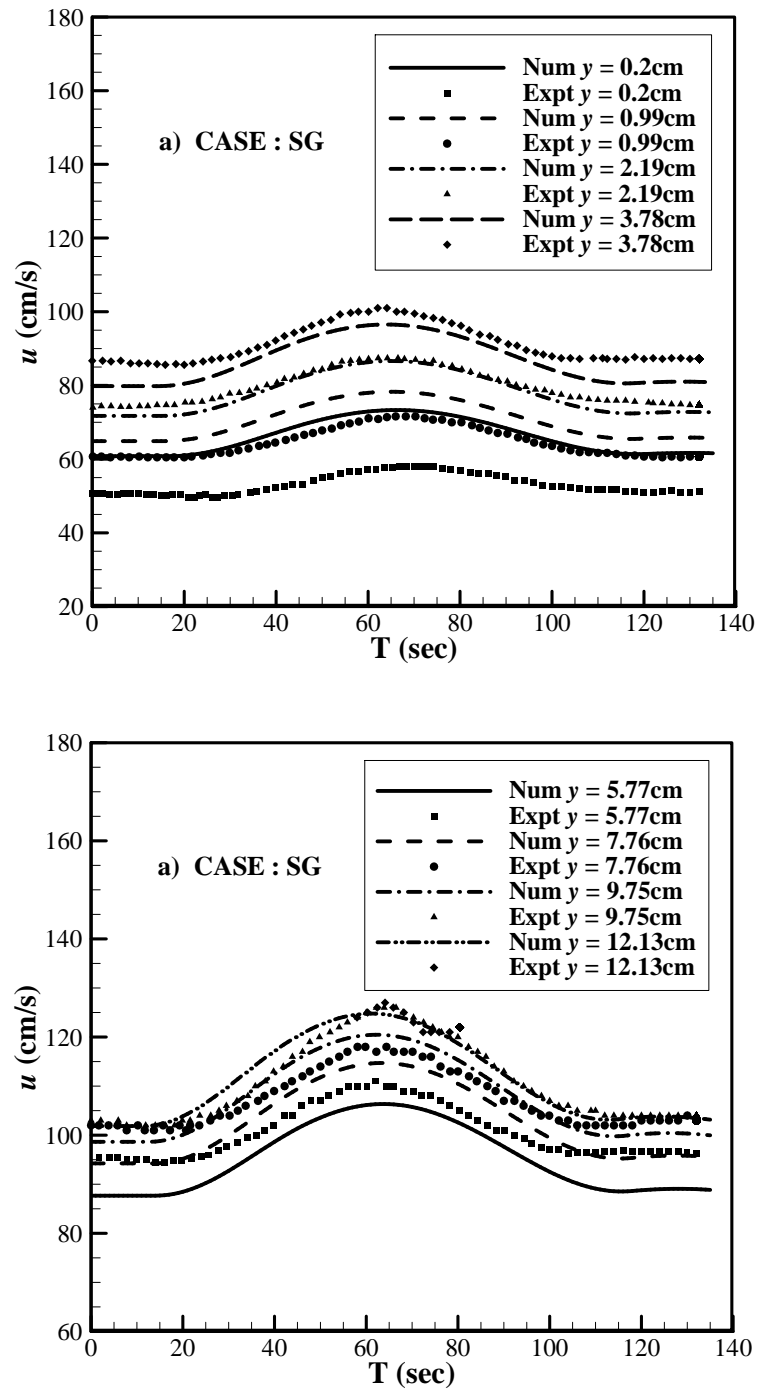 180
160
140
120
100
80
60
40
20
u (cm/s)
Num y = 0.2cm
Expt y = 0.2cm
Num y = 0.99cm
Expt y = 0.99cm
Num y = 2.19cm
Expt y = 2.19cm
Num y = 3.78cm
Expt y = 3.78cm
a) CASE : SG
0 20 40 60 80 100 120 140
T (sec)
180
160
140
120
100
80
60
u (cm/s)
Num y = 5.77cm
Expt y = 5.77cm
Num y = 7.76cm
Expt y = 7.76cm
Num y = 9.75cm
Expt y = 9.75cm
Num y = 12.13cm
Expt y = 12.13cm
a) CASE : SG
0 20 40 60 80 100 120 140
T (sec)